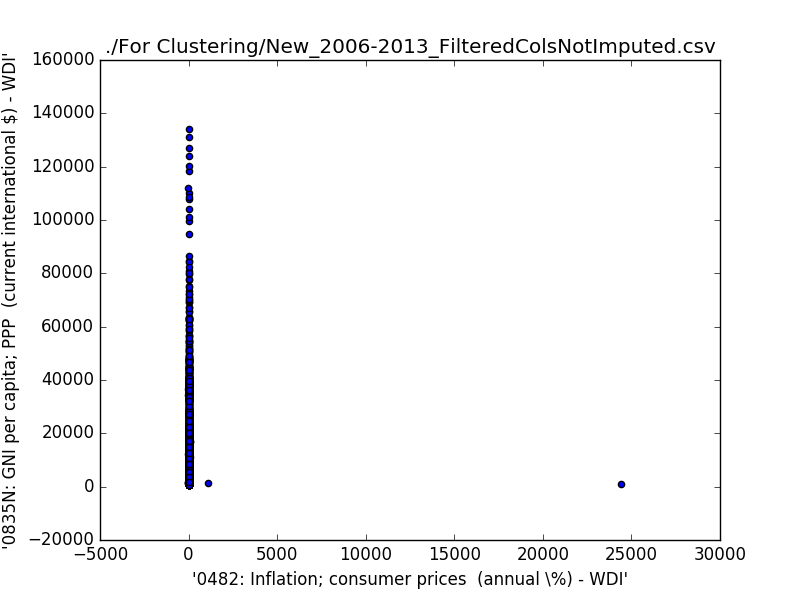 ./For Clustering/New_2006-2013_FilteredColsNotImputed.csv
160000
140000
120000
100000
80000
60000
40000
20000
0
−20000
'0835N: GNI per capita; PPP  (current international $) - WDI'
−5000 0 5000 10000 15000 20000 25000 30000
'0482: Inflation; consumer prices  (annual \%) - WDI'